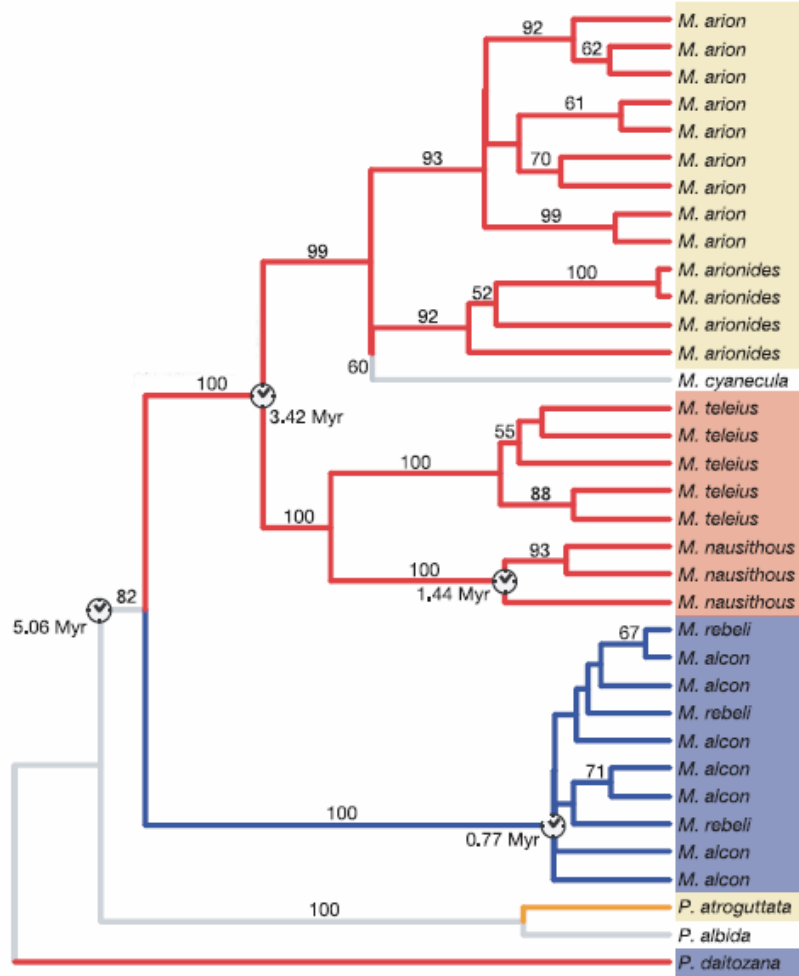 92
M. arion
62
M. arion
M. arion
61
M. arion
M. arion
93
70
M. arion
M. arion
99
M. arion
M. arion
99
100
M. arionides
52
M. arionides
92
M. arionides
M. arionides
60
M. cyanecula
100
3.42 Myr
M. teleius
55
M. teleius
100
M. teleius
88
M. teleius
M. teleius
100
93
M. nausithous
100
M. nausithous
1.44 Myr
M. nausithous
82
5.06 Myr
67
M. rebeli
M. alcon
M. alcon
M. rebeli
M. alcon
71
M. alcon
M. alcon
100
M. rebeli
0.77 Myr
M. alcon
M. alcon
100
P. atroguttata
P. albida
P. daitozana